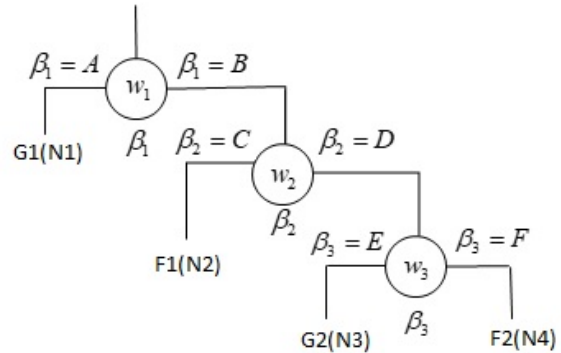 β₁ = A w₁ β₁ = B
G1(N1) β₁ β₂ = C w₂ β₂ = D
F1(N2) β₂ β₃ = E w₃ β₃ = F
G2(N3) β₃ F2(N4)